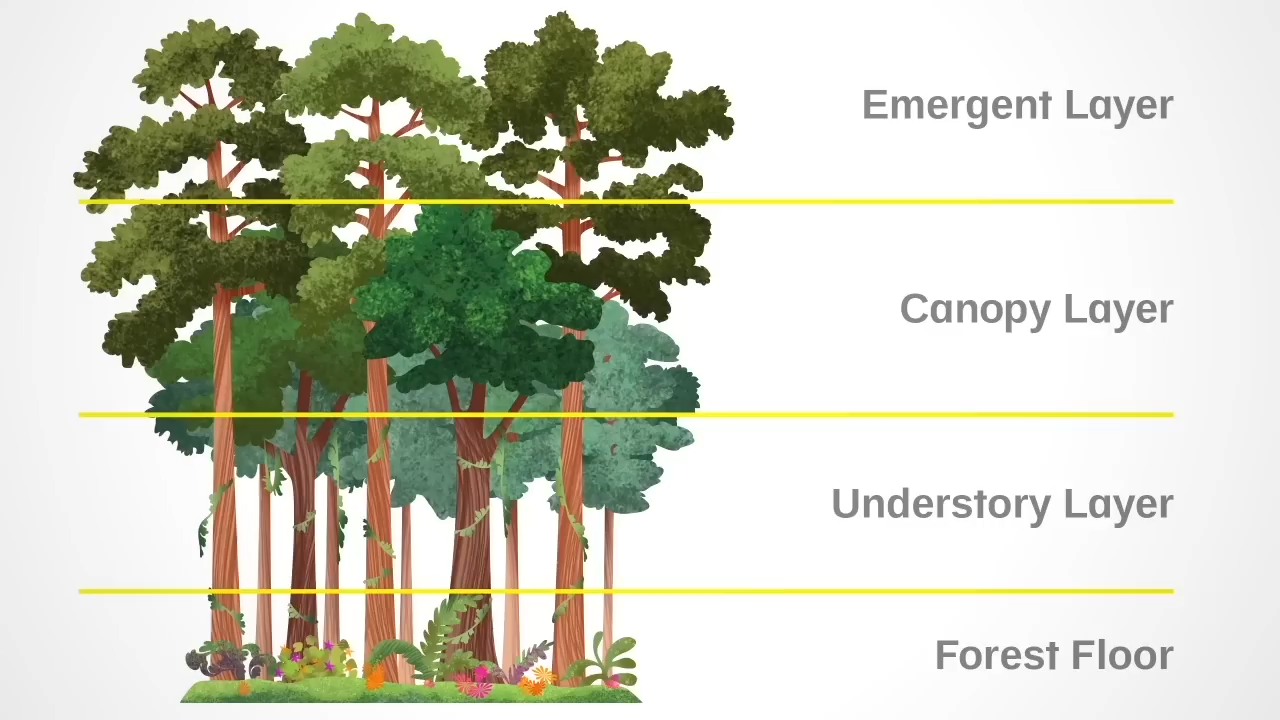 Emergent Layer
Canopy Layer
Understory Layer
Forest Floor